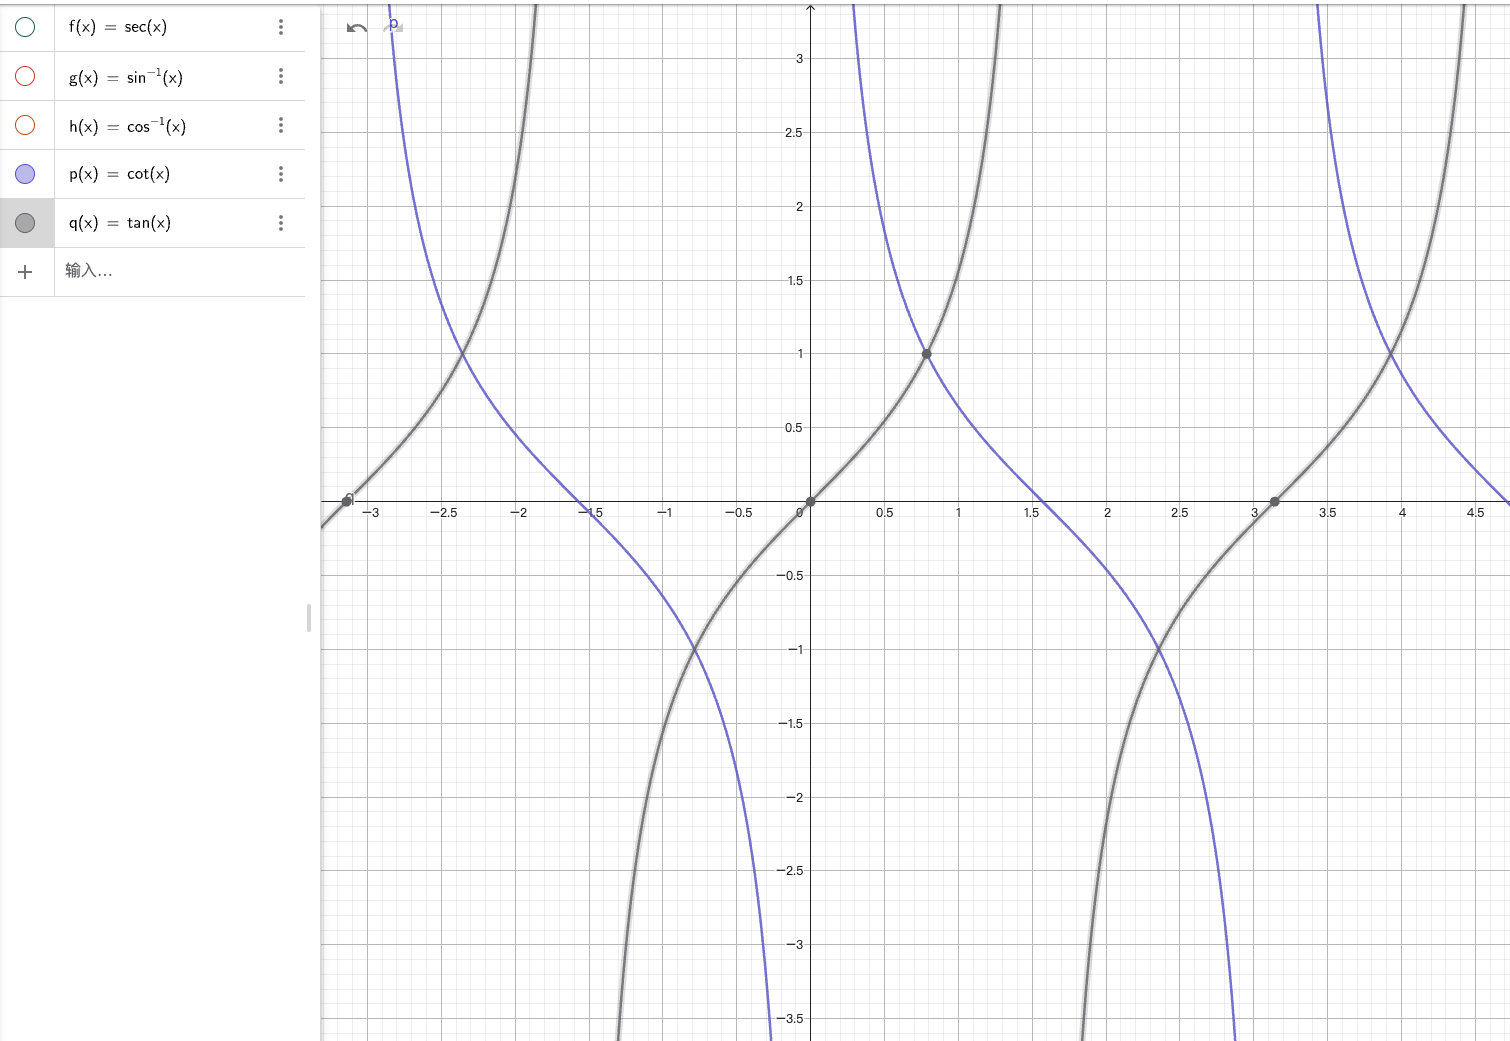 f(x) = sec(x)
g(x) = sin⁻¹(x)
h(x) = cos⁻¹(x)
p(x) = cot(x)
q(x) = tan(x)
输入...
p
3
2.5
2
1.5
1
0.5
q
−3 −2.5 −2 −1.5 −1 −0.5 0 0.5 1 1.5 2 2.5 3 3.5 4 4.5
−0.5
−1
−1.5
−2
−2.5
−3
−3.5